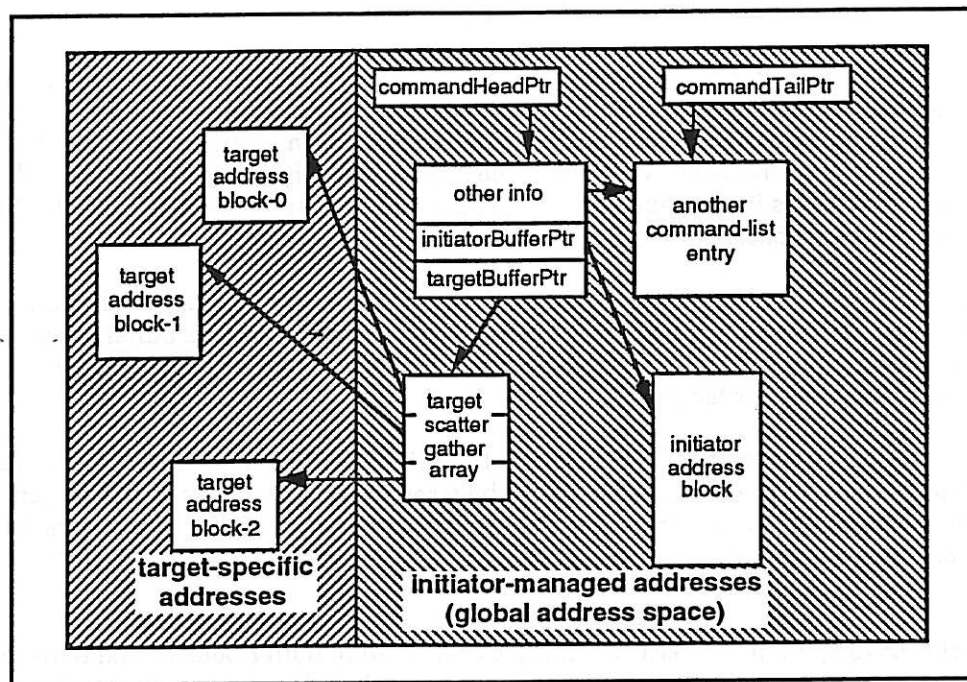 commandHeadPtr
commandTailPtr
target
address
block-0
other info
initiatorBufferPtr
targetBufferPtr
another
command-list
entry
target
address
block-1
target
scatter
gather
array
initiator
address
block
target
address
block-2
target-specific
addresses
initiator-managed addresses
(global address space)